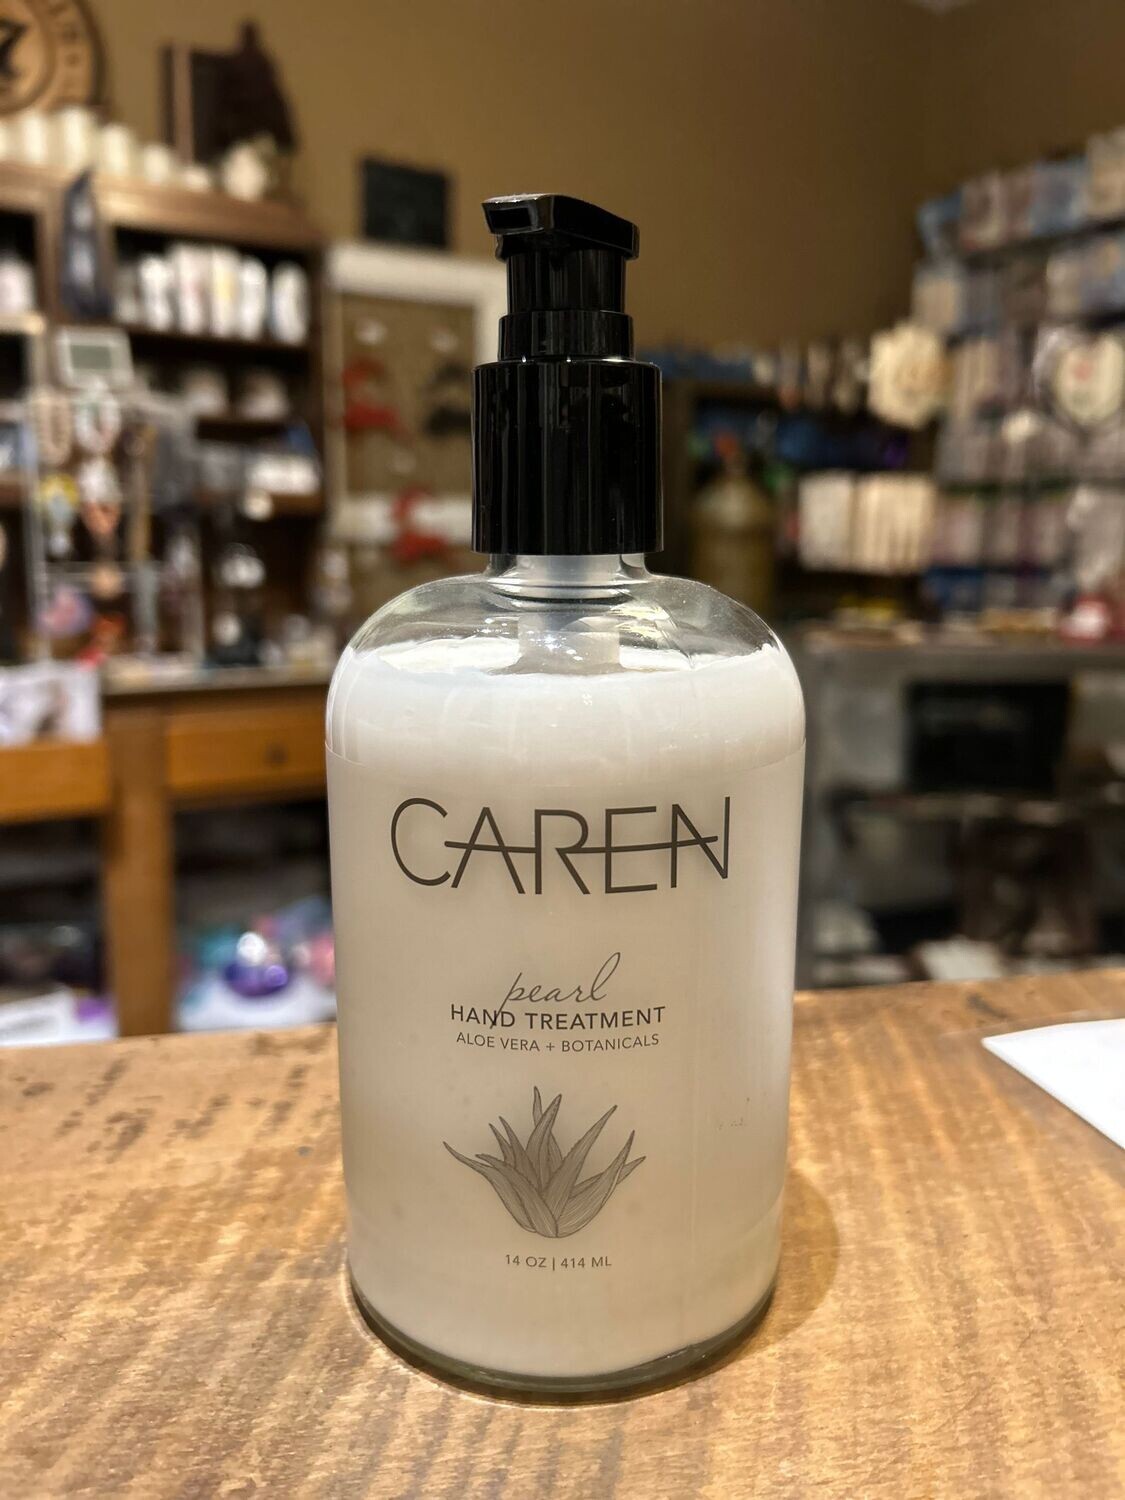 CAREN
pearl
HAND TREATMENT
ALOE VERA + BOTANICALS
14 OZ | 414 ML